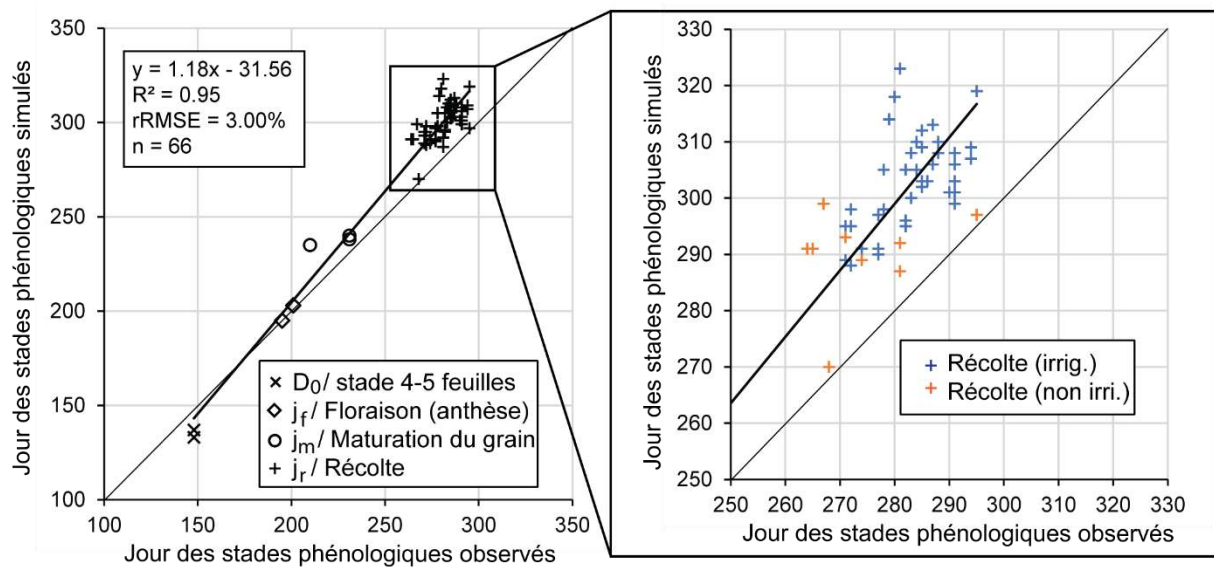 Jour des stades phénologiques simulés
350
300
250
200
150
100
y = 1.18x - 31.56
R² = 0.95
rRMSE = 3.00%
n = 66
D0/ stade 4-5 feuilles
jf/ Floraison (anthèse)
jm/ Maturation du grain
jr/ Récolte
100 150 200 250 300 350
Jour des stades phénologiques observés
Jour des stades phénologiques simulés
330
320
310
300
290
280
270
260
250
Récolte (irrig.)
Récolte (non irri.)
250 260 270 280 290 300 310 320 330
Jour des stades phénologiques observés